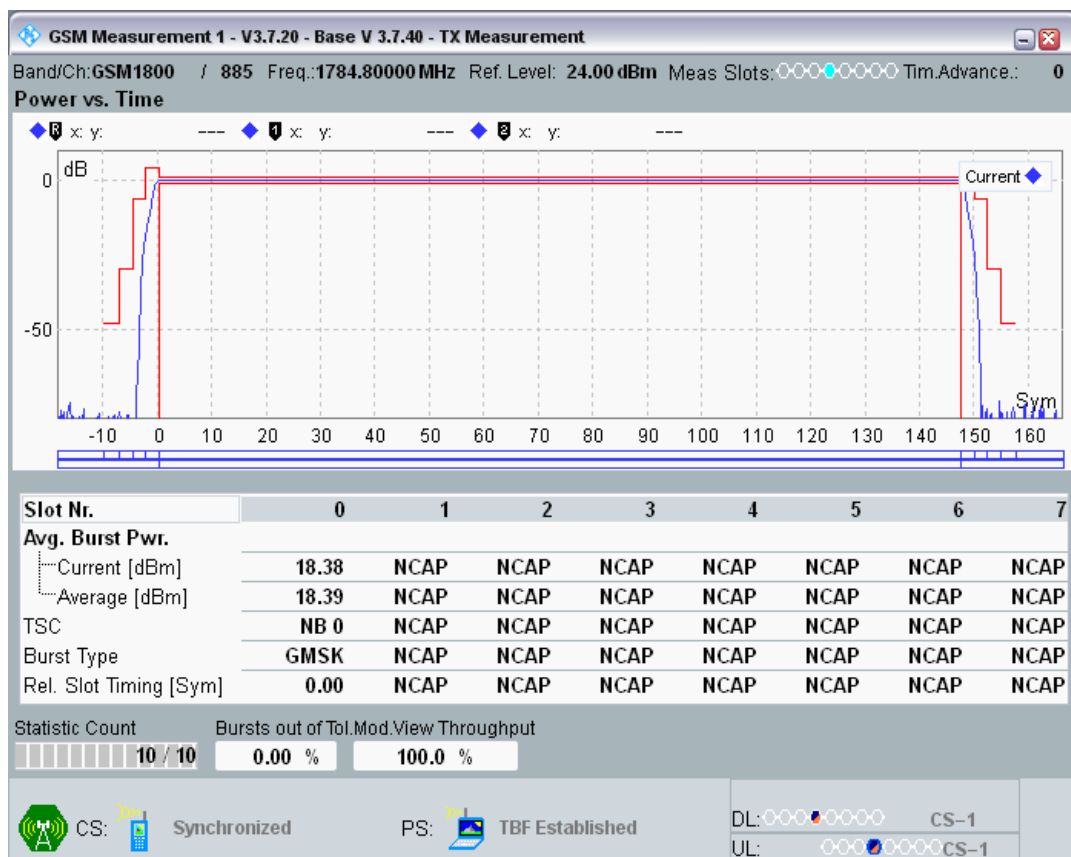 GSM Measurement 1 - V3.7.20 - Base V 3.7.40 - TX Measurement
Band/Ch:GSM1800 / 885 Freq.:1784.80000 MHz Ref. Level: 24.00 dBm Meas Slots: Tim.Advance.: 0
Power vs. Time
R x: y: --- 1 x: y: --- 2 x: y: ---
dB
Current
0
-50
Sym
-10 0 10 20 30 40 50 60 70 80 90 100 110 120 130 140 150 160
Slot Nr. 0 1 2 3 4 5 6 7
Avg. Burst Pwr.
Current [dBm] 18.38 NCAP NCAP NCAP NCAP NCAP NCAP NCAP
Average [dBm] 18.39 NCAP NCAP NCAP NCAP NCAP NCAP NCAP
TSC NB 0 NCAP NCAP NCAP NCAP NCAP NCAP NCAP
Burst Type GMSK NCAP NCAP NCAP NCAP NCAP NCAP NCAP
Rel. Slot Timing [Sym] 0.00 NCAP NCAP NCAP NCAP NCAP NCAP NCAP
Statistic Count Bursts out of Tol.Mod.View Throughput
10 / 10 0.00 % 100.0 %
CS: Synchronized PS: TBF Established DL: CS-1
UL: CS-1